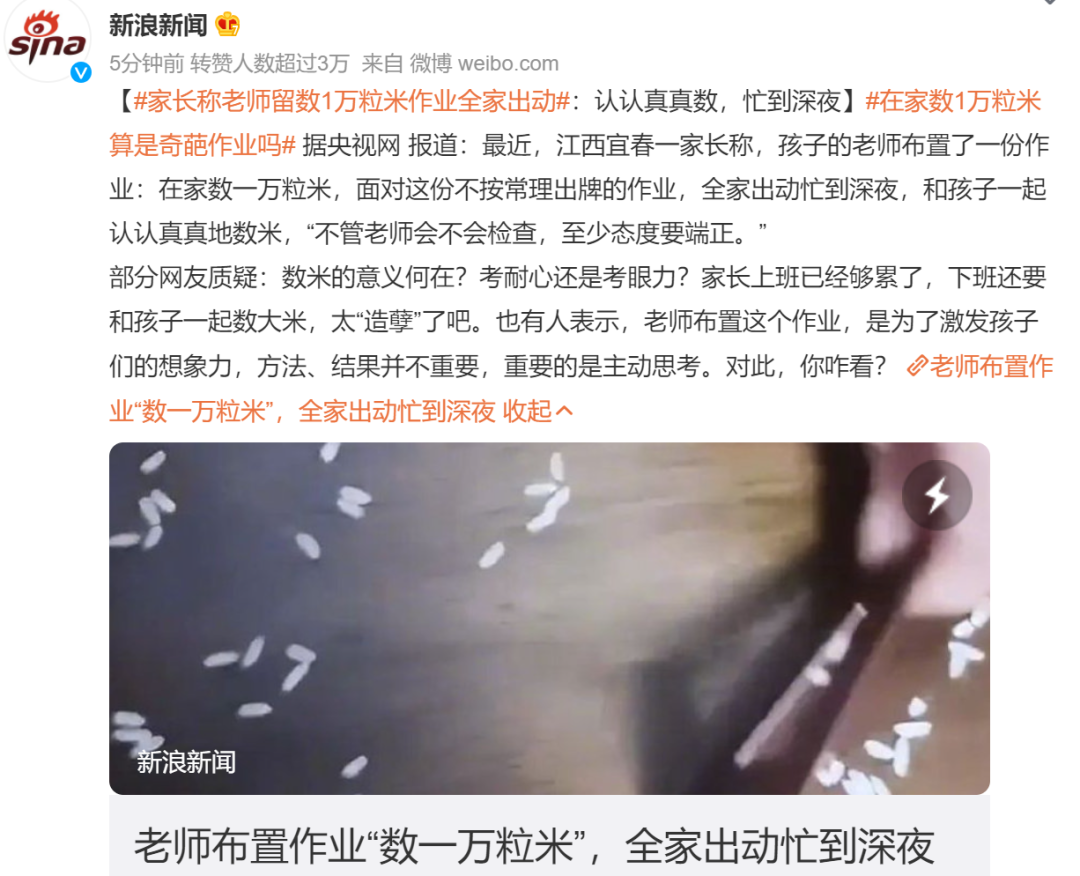 sina
新浪新闻
5分钟前 转赞人数超过3万 来自 微博 weibo.com
【#家长称老师留数1万粒米作业全家出动#：认认真真数，忙到深夜】#在家数1万粒米
算是奇葩作业吗# 据央视网 报道：最近，江西宜春一家长称，孩子的老师布置了一份作
业：在家数一万粒米，面对这份不按常理出牌的作业，全家出动忙到深夜，和孩子一起
认认真真地数米，“不管老师会不会检查，至少态度要端正。”
部分网友质疑：数米的意义何在？考耐心还是考眼力？家长上班已经够累了，下班还要
和孩子一起数大米，太“造孽”了吧。也有人表示，老师布置这个作业，是为了激发孩子
们的想象力，方法、结果并不重要，重要的是主动思考。对此，你咋看？ 老师布置作
业“数一万粒米”，全家出动忙到深夜 收起
新浪新闻
老师布置作业“数一万粒米”，全家出动忙到深夜